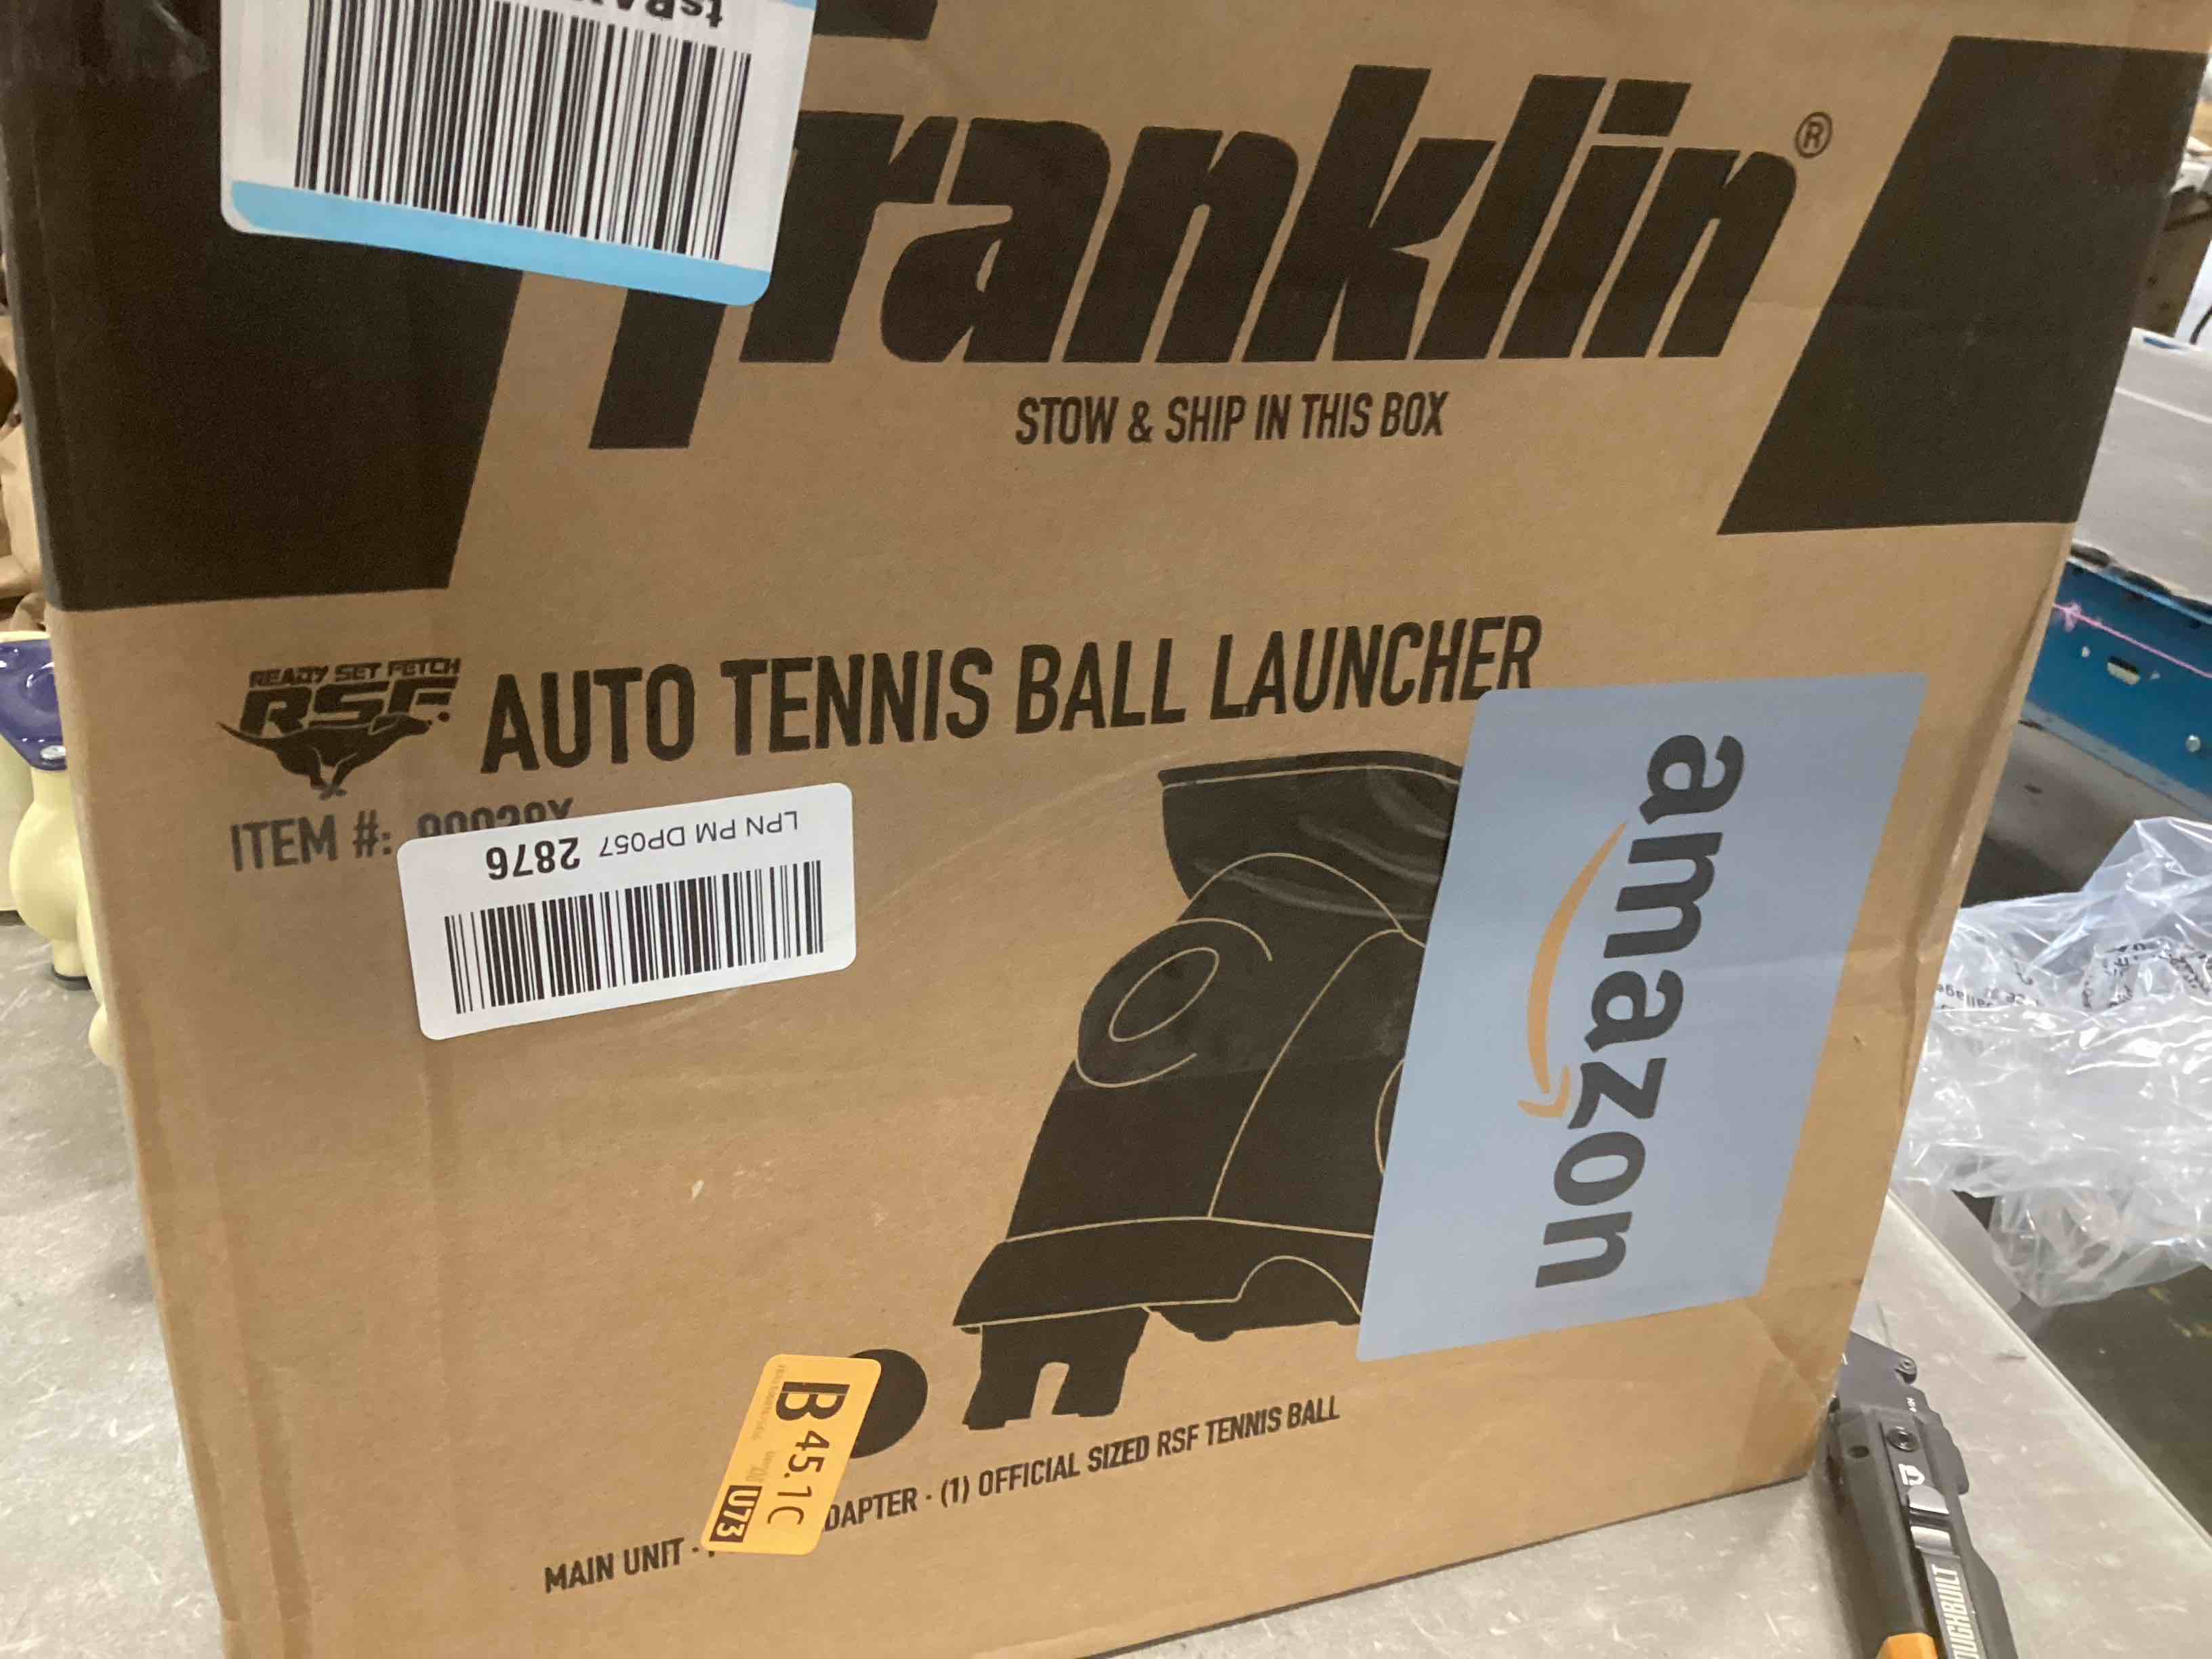 Franklin®
STOW & SHIP IN THIS BOX
READY SET FETCH
RSF
AUTO TENNIS BALL LAUNCHER
ITEM #:
LPN PM DP057 2876
amazon
B 45.1C
U73
MAIN UNIT -
DAPTER - (1) OFFICIAL SIZED RSF TENNIS BALL